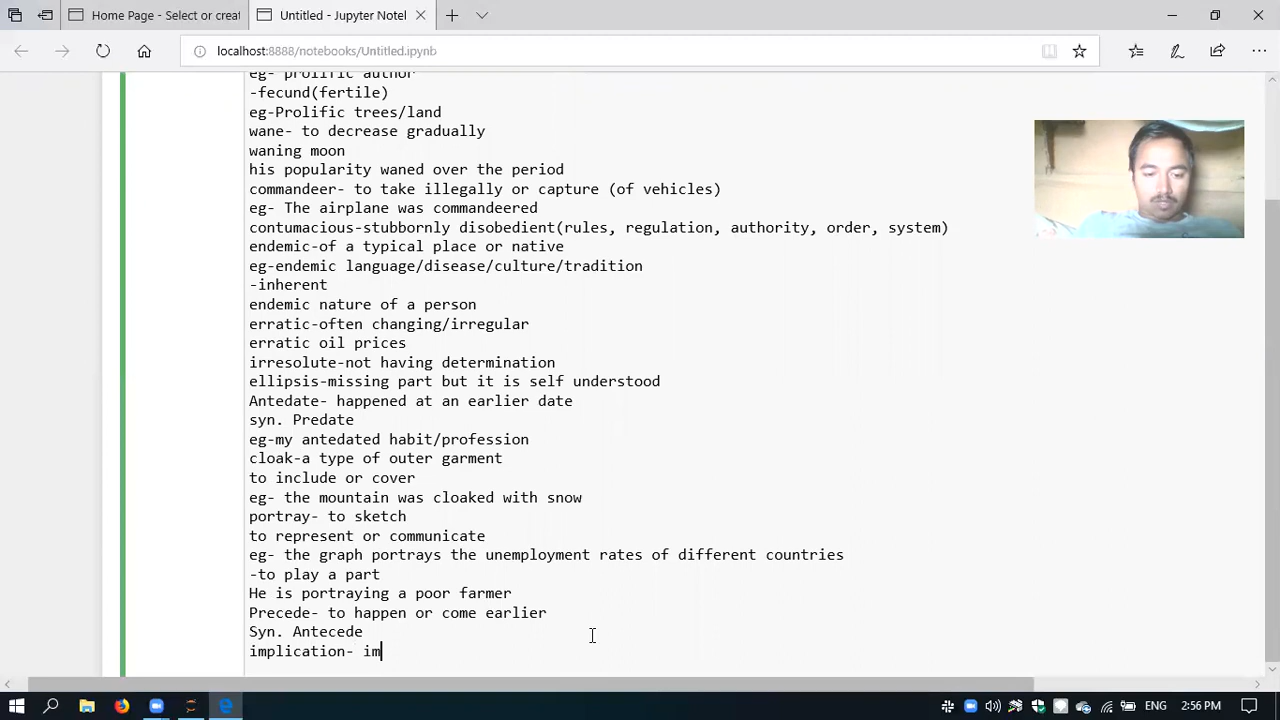 Home Page - Select or creat
Untitled - Jupyter Notel
localhost:8888/notebooks/Untitled.ipynb
eg- prolific author
-fecund(fertile)
eg-Prolific trees/land
wane- to decrease gradually
waning moon
his popularity waned over the period
commandeer- to take illegally or capture (of vehicles)
eg- The airplane was commandeered
contumacious-stubbornly disobedient(rules, regulation, authority, order, system)
endemic-of a typical place or native
eg-endemic language/disease/culture/tradition
-inherent
endemic nature of a person
erratic-often changing/irregular
erratic oil prices
irresolute-not having determination
ellipsis-missing part but it is self understood
Antedate- happened at an earlier date
syn. Predate
eg-my antedated habit/profession
cloak-a type of outer garment
to include or cover
eg- the mountain was cloaked with snow
portray- to sketch
to represent or communicate
eg- the graph portrays the unemployment rates of different countries
-to play a part
He is portraying a poor farmer
Precede- to happen or come earlier
Syn. Antecede
implication- im
ENG
2:56 PM